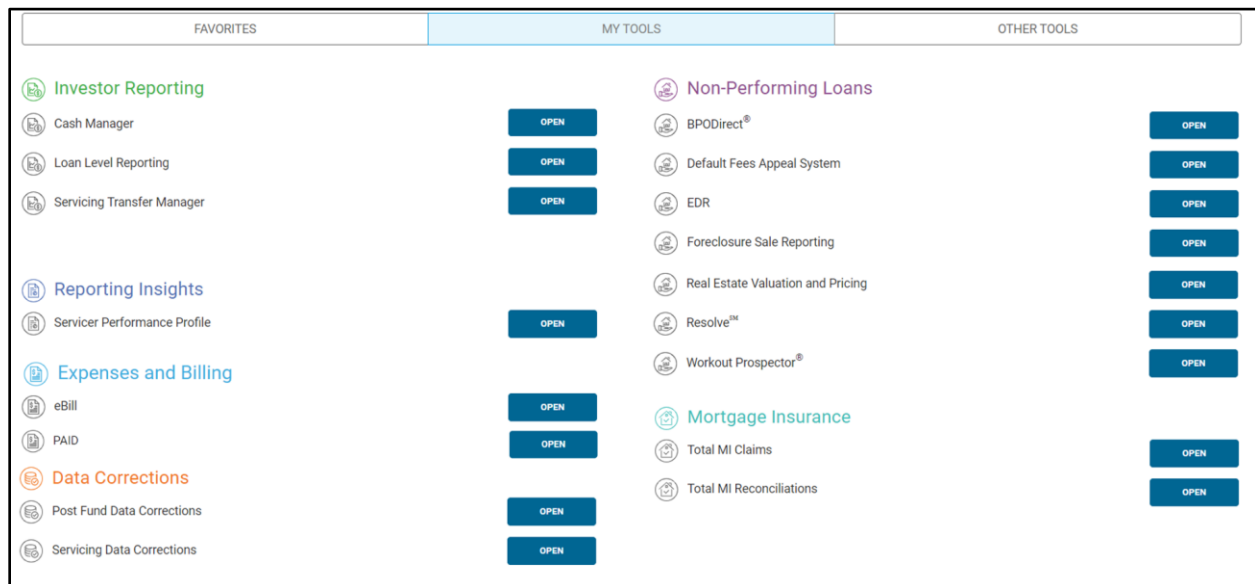 FAVORITES
MY TOOLS
OTHER TOOLS
Investor Reporting
Cash Manager
OPEN
Loan Level Reporting
OPEN
Servicing Transfer Manager
OPEN
Reporting Insights
Servicer Performance Profile
OPEN
Expenses and Billing
eBill
OPEN
PAID
OPEN
Data Corrections
Post Fund Data Corrections
OPEN
Servicing Data Corrections
OPEN
Non-Performing Loans
BPODirect®
OPEN
Default Fees Appeal System
OPEN
EDR
OPEN
Foreclosure Sale Reporting
OPEN
Real Estate Valuation and Pricing
OPEN
Resolve℠
OPEN
Workout Prospector®
OPEN
Mortgage Insurance
Total MI Claims
OPEN
Total MI Reconciliations
OPEN